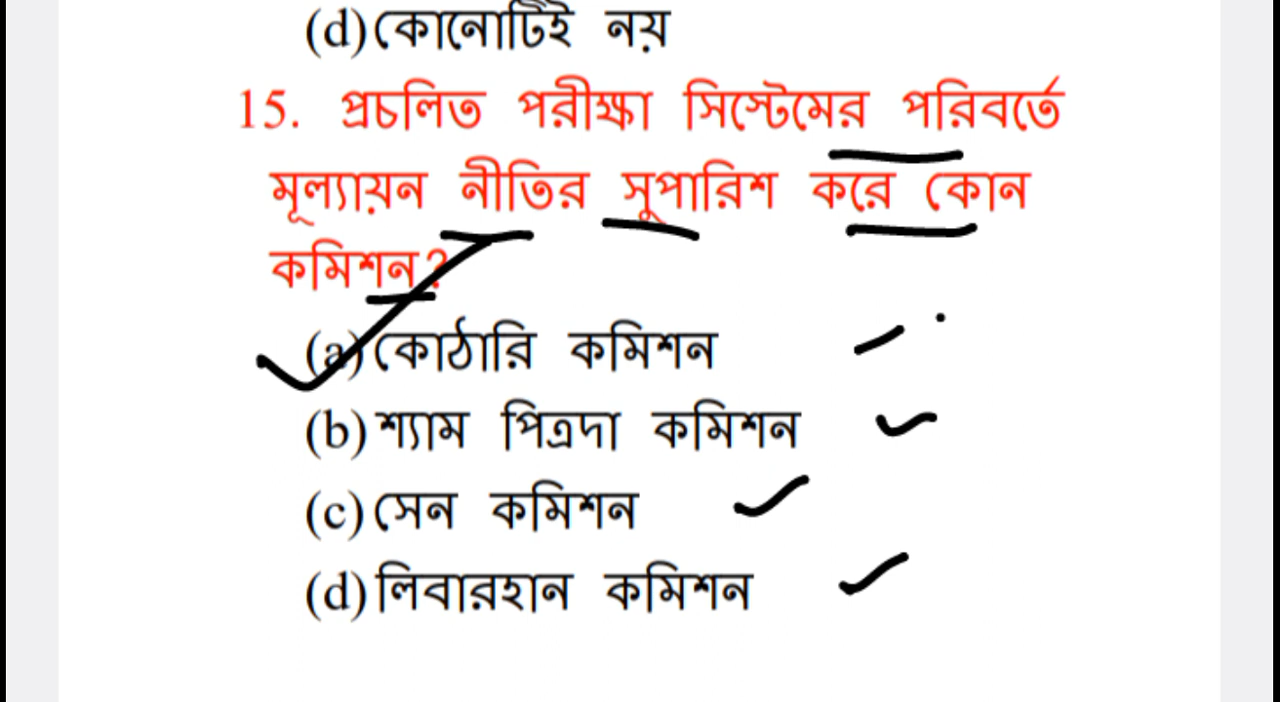 (d) কোনোটিই নয়
15. প্রচলিত পরীক্ষা সিস্টেমের পরিবর্তে
মূল্যায়ন নীতির সুপারিশ করে কোন
কমিশন?
(a) কোঠারি কমিশন
(b) শ্যাম পিত্রদা কমিশন
(c) সেন কমিশন
(d) লিবারহান কমিশন